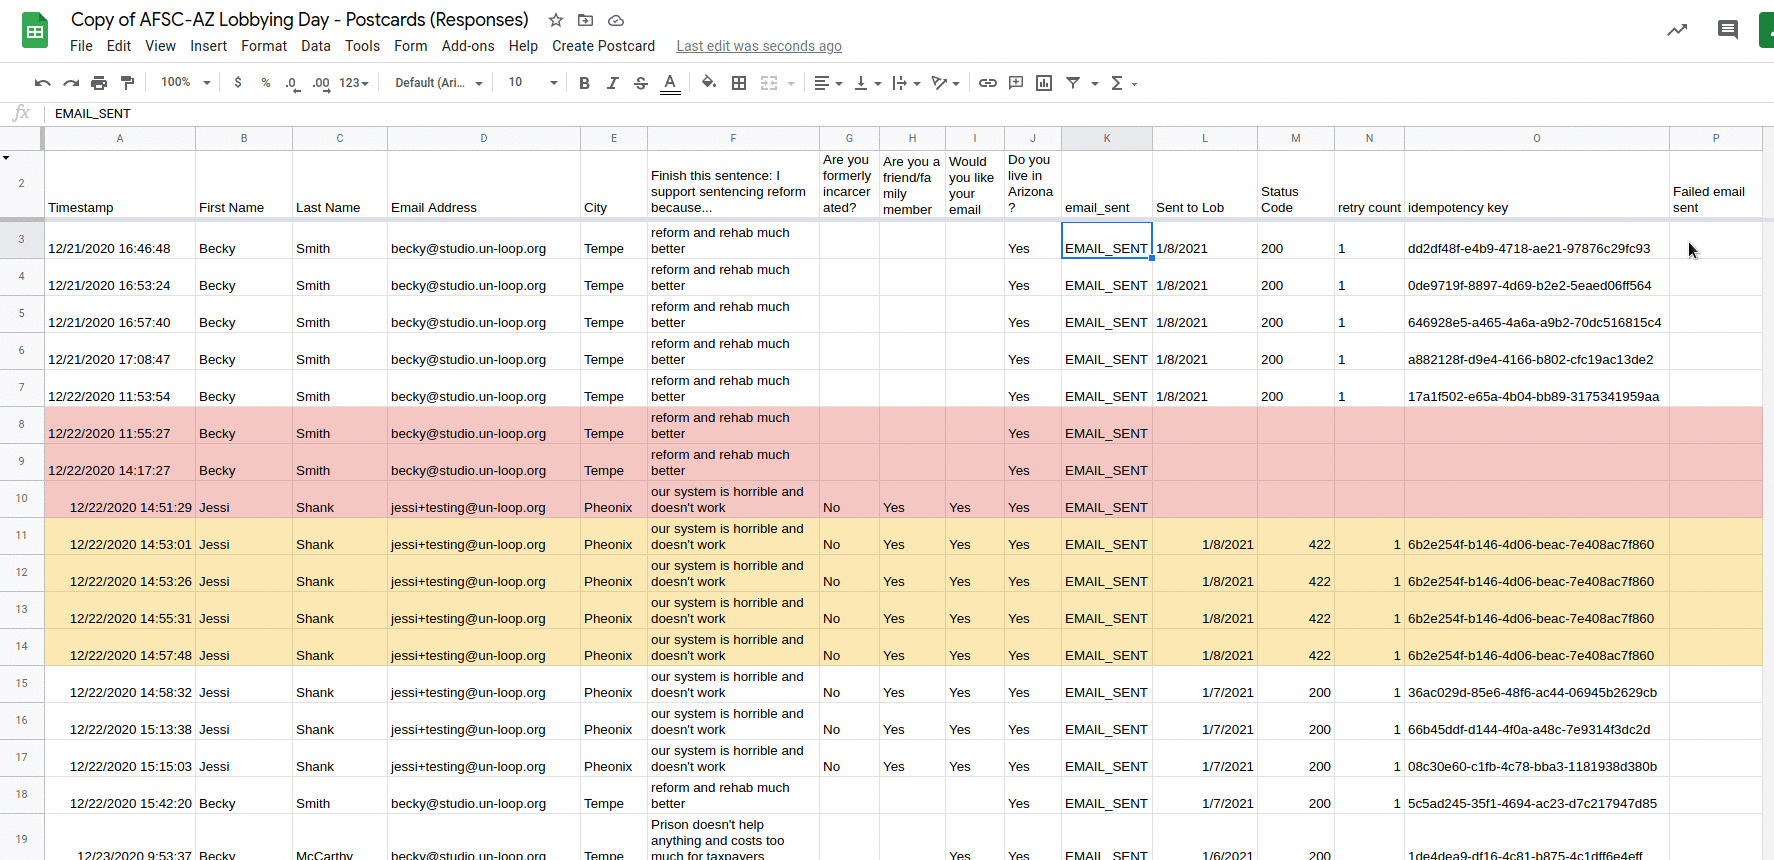 Copy of AFSC-AZ Lobbying Day - Postcards (Responses)
File Edit View Insert Format Data Tools Form Add-ons Help Create Postcard Last edit was seconds ago
100% $ % .0 .00 123 Default (Ari... 10 B I S A
fx EMAIL_SENT
A B C D E F G H I J K L M N O P
2 Timestamp First Name Last Name Email Address City Finish this sentence: I support sentencing reform because... Are you formerly incarcerated? Are you a friend/family member Would you like your email Do you live in Arizona? email_sent Sent to Lob Status Code retry count idempotency key Failed email sent
3 12/21/2020 16:46:48 Becky Smith becky@studio.un-loop.org Tempe reform and rehab much better Yes EMAIL_SENT 1/8/2021 200 1 dd2df48f-e4b9-4718-ae21-97876c29fc93
4 12/21/2020 16:53:24 Becky Smith becky@studio.un-loop.org Tempe reform and rehab much better Yes EMAIL_SENT 1/8/2021 200 1 0de9719f-8897-4d69-b2e2-5eaed06ff564
5 12/21/2020 16:57:40 Becky Smith becky@studio.un-loop.org Tempe reform and rehab much better Yes EMAIL_SENT 1/8/2021 200 1 646928e5-a465-4a6a-a9b2-70dc516815c4
6 12/21/2020 17:08:47 Becky Smith becky@studio.un-loop.org Tempe reform and rehab much better Yes EMAIL_SENT 1/8/2021 200 1 a882128f-d9e4-4166-b802-cfc19ac13de2
7 12/22/2020 11:53:54 Becky Smith becky@studio.un-loop.org Tempe reform and rehab much better Yes EMAIL_SENT 1/8/2021 200 1 17a1f502-e65a-4b04-bb89-3175341959aa
8 12/22/2020 11:55:27 Becky Smith becky@studio.un-loop.org Tempe reform and rehab much better Yes EMAIL_SENT
9 12/22/2020 14:17:27 Becky Smith becky@studio.un-loop.org Tempe reform and rehab much better Yes EMAIL_SENT
10 12/22/2020 14:51:29 Jessi Shank jessi+testing@un-loop.org Pheonix our system is horrible and doesn't work No Yes Yes Yes EMAIL_SENT
11 12/22/2020 14:53:01 Jessi Shank jessi+testing@un-loop.org Pheonix our system is horrible and doesn't work No Yes Yes Yes EMAIL_SENT 1/8/2021 422 1 6b2e254f-b146-4d06-beac-7e408ac7f860
12 12/22/2020 14:53:26 Jessi Shank jessi+testing@un-loop.org Pheonix our system is horrible and doesn't work No Yes Yes Yes EMAIL_SENT 1/8/2021 422 1 6b2e254f-b146-4d06-beac-7e408ac7f860
13 12/22/2020 14:55:31 Jessi Shank jessi+testing@un-loop.org Pheonix our system is horrible and doesn't work No Yes Yes Yes EMAIL_SENT 1/8/2021 422 1 6b2e254f-b146-4d06-beac-7e408ac7f860
14 12/22/2020 14:57:48 Jessi Shank jessi+testing@un-loop.org Pheonix our system is horrible and doesn't work No Yes Yes Yes EMAIL_SENT 1/8/2021 422 1 6b2e254f-b146-4d06-beac-7e408ac7f860
15 12/22/2020 14:58:32 Jessi Shank jessi+testing@un-loop.org Pheonix our system is horrible and doesn't work No Yes Yes Yes EMAIL_SENT 1/7/2021 200 1 36ac029d-85e6-48f6-ac44-06945b2629cb
16 12/22/2020 15:13:38 Jessi Shank jessi+testing@un-loop.org Pheonix our system is horrible and doesn't work No Yes Yes Yes EMAIL_SENT 1/7/2021 200 1 66b45ddf-d144-4f0a-a48c-7e9314f3dc2d
17 12/22/2020 15:15:03 Jessi Shank jessi+testing@un-loop.org Pheonix our system is horrible and doesn't work No Yes Yes Yes EMAIL_SENT 1/7/2021 200 1 08c30e60-c1fb-4c78-bba3-1181938d380b
18 12/22/2020 15:42:20 Becky Smith becky@studio.un-loop.org Tempe reform and rehab much better Yes EMAIL_SENT 1/7/2021 200 1 5c5ad245-35f1-4694-ac23-d7c217947d85
19 12/23/2020 9:53:37 Becky McCarthy becky@studio.un-loop.org Tempe Prison doesn't help anything and costs too much for taxpayers Yes Yes EMAIL_SENT 1/6/2021 200 1de4dea9-df16-4c81-b875-4c1dff6e4eff